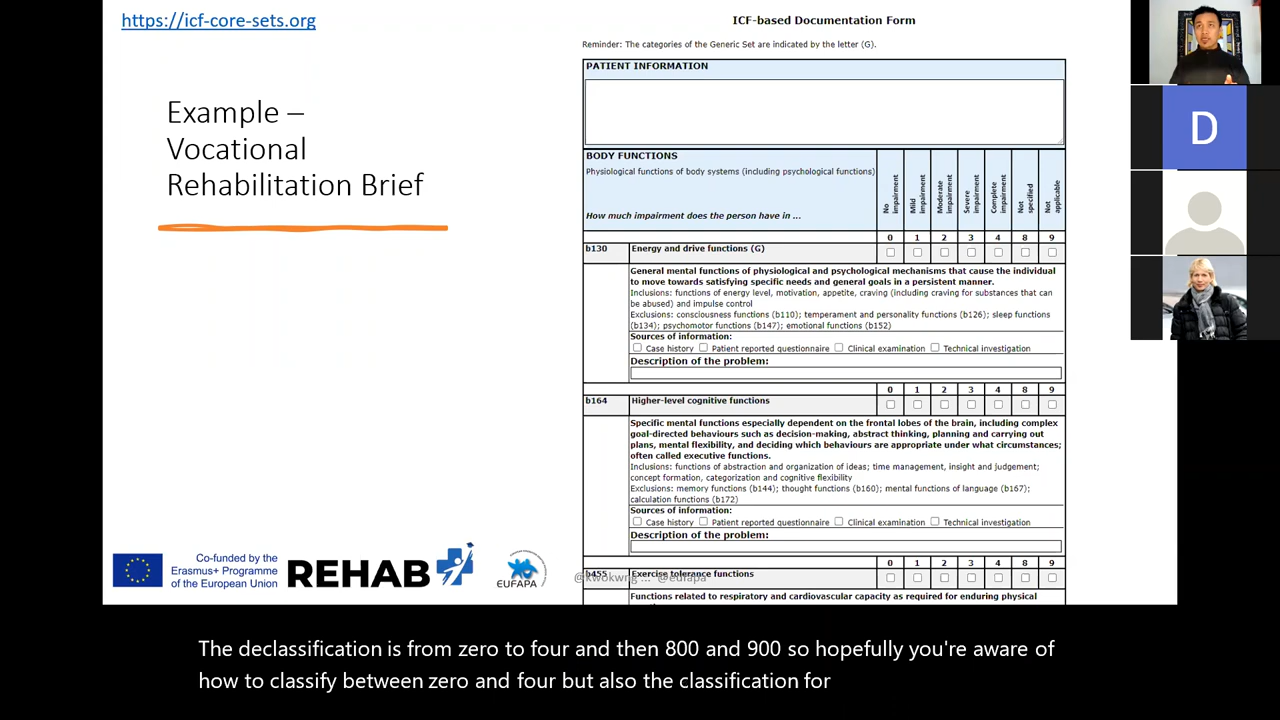 https://icf-core-sets.org
Example –
Vocational
Rehabilitation Brief
ICF-based Documentation Form
Reminder: The categories of the Generic Set are indicated by the letter (G).
PATIENT INFORMATION
BODY FUNCTIONS
Physiological functions of body systems (including psychological functions)
How much impairment does the person have in ...
No impairment
Mild impairment
Moderate impairment
Severe impairment
Complete impairment
Not specified
Not applicable
0 1 2 3 4 8 9
b130 Energy and drive functions (G)
General mental functions of physiological and psychological mechanisms that cause the individual
to move towards satisfying specific needs and general goals in a persistent manner.
Inclusions: functions of energy level, motivation, appetite, craving (including craving for substances that can
be abused) and impulse control
Exclusions: consciousness functions (b110); temperament and personality functions (b126); sleep functions
(b134); psychomotor functions (b147); emotional functions (b152)
Sources of information:
Case history Patient reported questionnaire Clinical examination Technical investigation
Description of the problem:
0 1 2 3 4 8 9
b164 Higher-level cognitive functions
Specific mental functions especially dependent on the frontal lobes of the brain, including complex
goal-directed behaviours such as decision-making, abstract thinking, planning and carrying out
plans, mental flexibility, and deciding which behaviours are appropriate under what circumstances;
often called executive functions.
Inclusions: functions of abstraction and organization of ideas; time management, insight and judgement;
concept formation, categorization and cognitive flexibility
Exclusions: memory functions (b144); thought functions (b160); mental functions of language (b167);
calculation functions (b172)
Sources of information:
Case history Patient reported questionnaire Clinical examination Technical investigation
Description of the problem:
0 1 2 3 4 8 9
b455 Exercise tolerance functions
Functions related to respiratory and cardiovascular capacity as required for enduring physical
Co-funded by the
Erasmus+ Programme
of the European Union
REHAB
EUFAPA
@kwokwng ... @eufapa
D
The declassification is from zero to four and then 800 and 900 so hopefully you're aware of
how to classify between zero and four but also the classification for